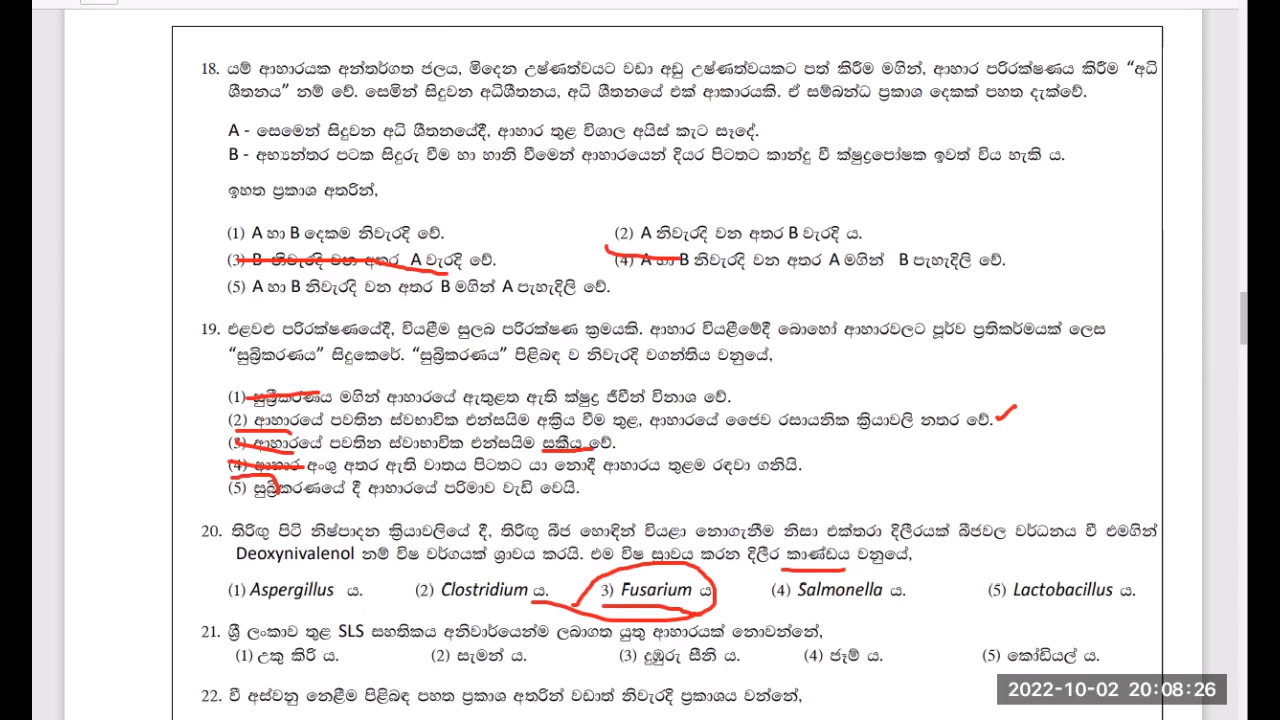 18. යම් ආහාරයක අන්තර්ගත ජලය, මිදෙන උෂ්ණත්වයට වඩා අඩු උෂ්ණත්වයකට පත් කිරීම මගින්, ආහාර පරිරක්ෂණය කිරීම “අධි
ශීතනය” නම් වේ. සෙමින් සිදුවන අධිශීතනය, අධි ශීතනයේ එක් ආකාරයකි. ඒ සම්බන්ධ ප්‍රකාශ දෙකක් පහත දැක්වේ.
A - සෙමෙන් සිදුවන අධි ශීතනයේදී, ආහාර තුළ විශාල අයිස් කැට සෑදේ.
B - අභ්‍යන්තර පටක සිදුරු වීම හා හානි වීමෙන් ආහාරයෙන් දියර පිටතට කාන්දු වී ක්ෂුද්‍රපෝෂක ඉවත් විය හැකි ය.
ඉහත ප්‍රකාශ අතරින්,
(1) A හා B දෙකම නිවැරදි වේ. (2) A නිවැරදි වන අතර B වැරදි ය.
(3) B නිවැරදි වන අතර A වැරදි වේ. (4) A හා B නිවැරදි වන අතර A මගින් B පැහැදිලි වේ.
(5) A හා B නිවැරදි වන අතර B මගින් A පැහැදිලි වේ.
19. එළවළු පරිරක්ෂණයේදී, වියළීම සුලබ පරිරක්ෂණ ක්‍රමයකි. ආහාර වියළීමේදී බොහෝ ආහාරවලට පූර්ව ප්‍රතිකර්මයක් ලෙස
“සුබ්‍රිකරණය” සිදුකෙරේ. “සුබ්‍රිකරණය” පිළිබඳ ව නිවැරදි වගන්තිය වනුයේ,
(1) සුබ්‍රිකරණය මගින් ආහාරයේ ඇතුළත ඇති ක්ෂුද්‍ර ජීවීන් විනාශ වේ.
(2) ආහාරයේ පවතින ස්වභාවික එන්සයිම අක්‍රිය වීම තුළ, ආහාරයේ ජෛව රසායනික ක්‍රියාවලි නතර වේ.
(3) ආහාරයේ පවතින ස්වාභාවික එන්සයිම සක්‍රීය වේ.
(4) ආහාර අංශු අතර ඇති වාතය පිටතට යා නොදී ආහාරය තුළම රඳවා ගනියි.
(5) සුබ්‍රිකරණයේ දී ආහාරයේ පරිමාව වැඩි වෙයි.
20. තිරිඟු පිටි නිෂ්පාදන ක්‍රියාවලියේ දී, තිරිඟු බීජ හොඳින් වියළා නොගැනීම නිසා එක්තරා දිලීරයක් බීජවල වර්ධනය වී එමගින්
Deoxynivalenol නම් විෂ වර්ගයක් ශ්‍රාවය කරයි. එම විෂ ස්‍රාවය කරන දිලීර කාණ්ඩය වනුයේ,
(1) Aspergillus ය. (2) Clostridium ය. 3) Fusarium ය (4) Salmonella ය. (5) Lactobacillus ය.
21. ශ්‍රී ලංකාව තුළ SLS සහතිකය අනිවාර්යෙන්ම ලබාගත යුතු ආහාරයක් නොවන්නේ,
(1) උකු කිරි ය. (2) සැමන් ය. (3) දුඹුරු සීනි ය. (4) ජෑම් ය. (5) කෝඩියල් ය.
22. වී අස්වනු නෙළීම පිළිබඳ පහත ප්‍රකාශ අතරින් වඩාත් නිවැරදි ප්‍රකාශය වන්නේ,
2022-10-02 20:08:26